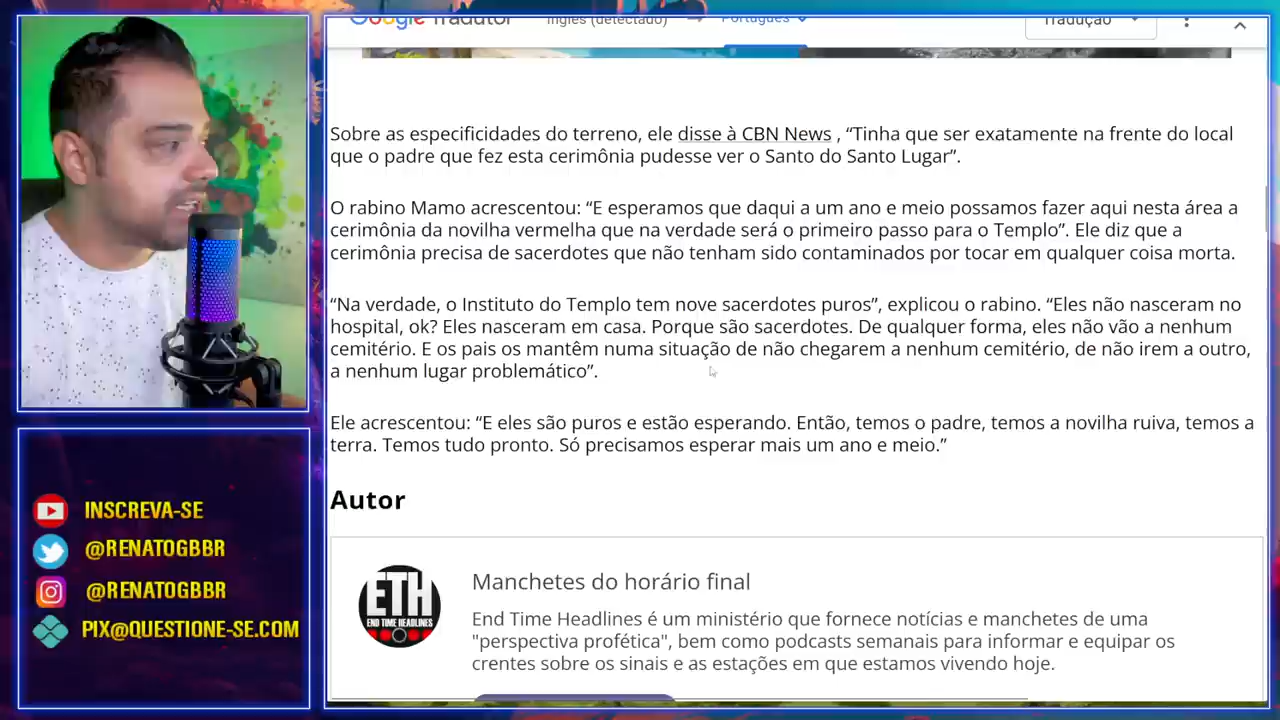 Google Tradutor
Inglês (detectado)
Português
Tradução
Sobre as especificidades do terreno, ele disse à CBN News , “Tinha que ser exatamente na frente do local
que o padre que fez esta cerimônia pudesse ver o Santo do Santo Lugar”.
O rabino Mamo acrescentou: “E esperamos que daqui a um ano e meio possamos fazer aqui nesta área a
cerimônia da novilha vermelha que na verdade será o primeiro passo para o Templo”. Ele diz que a
cerimônia precisa de sacerdotes que não tenham sido contaminados por tocar em qualquer coisa morta.
“Na verdade, o Instituto do Templo tem nove sacerdotes puros”, explicou o rabino. “Eles não nasceram no
hospital, ok? Eles nasceram em casa. Porque são sacerdotes. De qualquer forma, eles não vão a nenhum
cemitério. E os pais os mantêm numa situação de não chegarem a nenhum cemitério, de não irem a outro,
a nenhum lugar problemático”.
Ele acrescentou: “E eles são puros e estão esperando. Então, temos o padre, temos a novilha ruiva, temos a
terra. Temos tudo pronto. Só precisamos esperar mais um ano e meio.”
Autor
ETH
END TIME HEADLINES
Manchetes do horário final
End Time Headlines é um ministério que fornece notícias e manchetes de uma
"perspectiva profética", bem como podcasts semanais para informar e equipar os
crentes sobre os sinais e as estações em que estamos vivendo hoje.
INSCREVA-SE
@RENATOGBBR
@RENATOGBBR
PIX@QUESTIONE-SE.COM